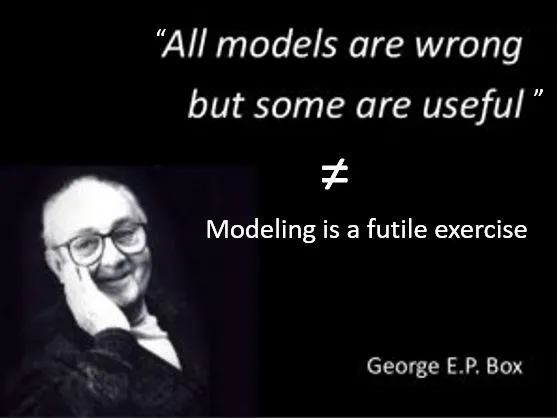 “All models are wrong
but some are useful”
≠
Modeling is a futile exercise
George E.P. Box